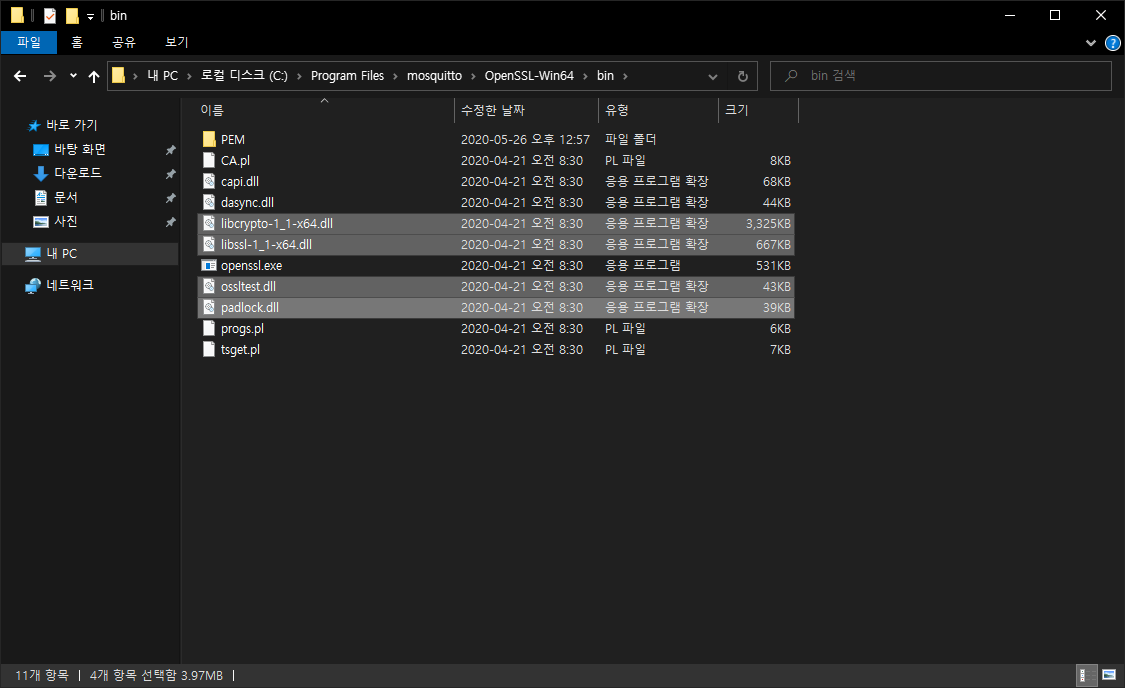 bin
파일 홈 공유 보기
내 PC 로컬 디스크 (C:) Program Files mosquitto OpenSSL-Win64 bin bin 검색
바로 가기
바탕 화면
다운로드
문서
사진
내 PC
네트워크
이름 수정한 날짜 유형 크기
PEM 2020-05-26 오후 12:57 파일 폴더
CA.pl 2020-04-21 오전 8:30 PL 파일 8KB
capi.dll 2020-04-21 오전 8:30 응용 프로그램 확장 68KB
dasync.dll 2020-04-21 오전 8:30 응용 프로그램 확장 44KB
libcrypto-1_1-x64.dll 2020-04-21 오전 8:30 응용 프로그램 확장 3,325KB
libssl-1_1-x64.dll 2020-04-21 오전 8:30 응용 프로그램 확장 667KB
openssl.exe 2020-04-21 오전 8:30 응용 프로그램 531KB
ossltest.dll 2020-04-21 오전 8:30 응용 프로그램 확장 43KB
padlock.dll 2020-04-21 오전 8:30 응용 프로그램 확장 39KB
progs.pl 2020-04-21 오전 8:30 PL 파일 6KB
tsget.pl 2020-04-21 오전 8:30 PL 파일 7KB
11개 항목 4개 항목 선택함 3.97MB